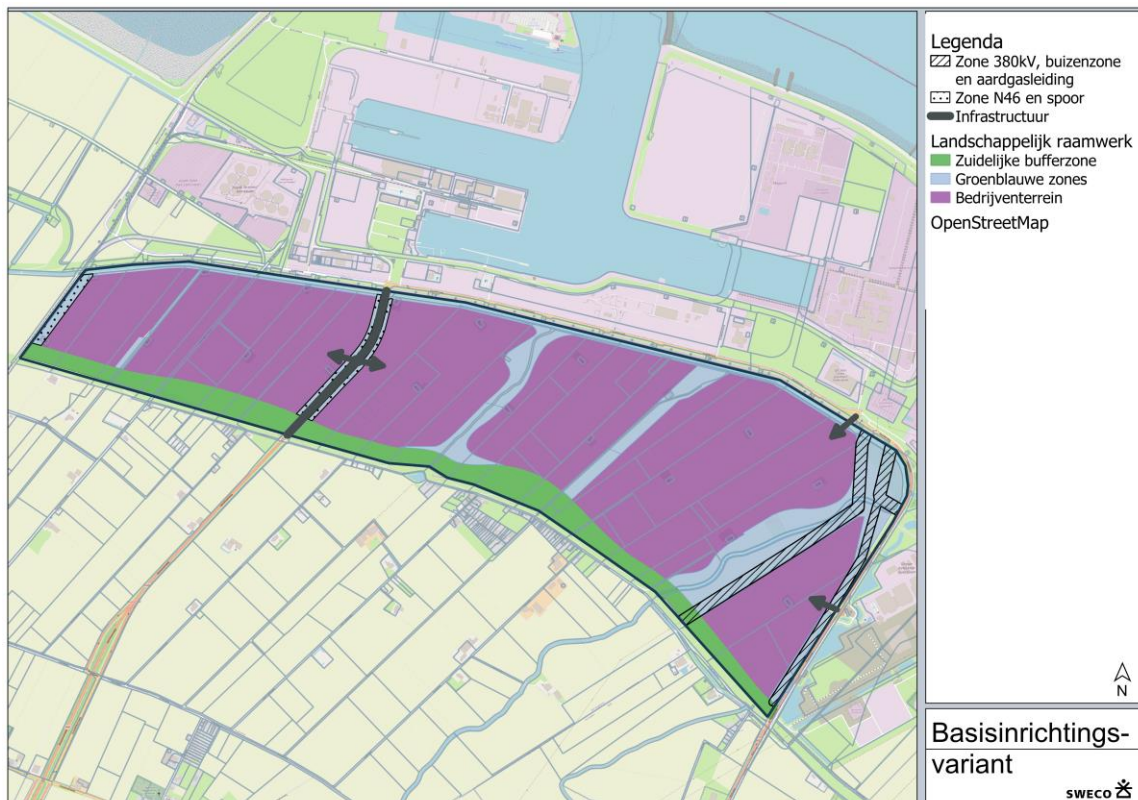 Legenda
Zone 380kV, buizenzone
en aardgasleiding
Zone N46 en spoor
Infrastructuur
Landschappelijk raamwerk
Zuidelijke bufferzone
Groenblauwe zones
Bedrijventerrein
OpenStreetMap
N
Basisinrichtings-
variant
SWECO